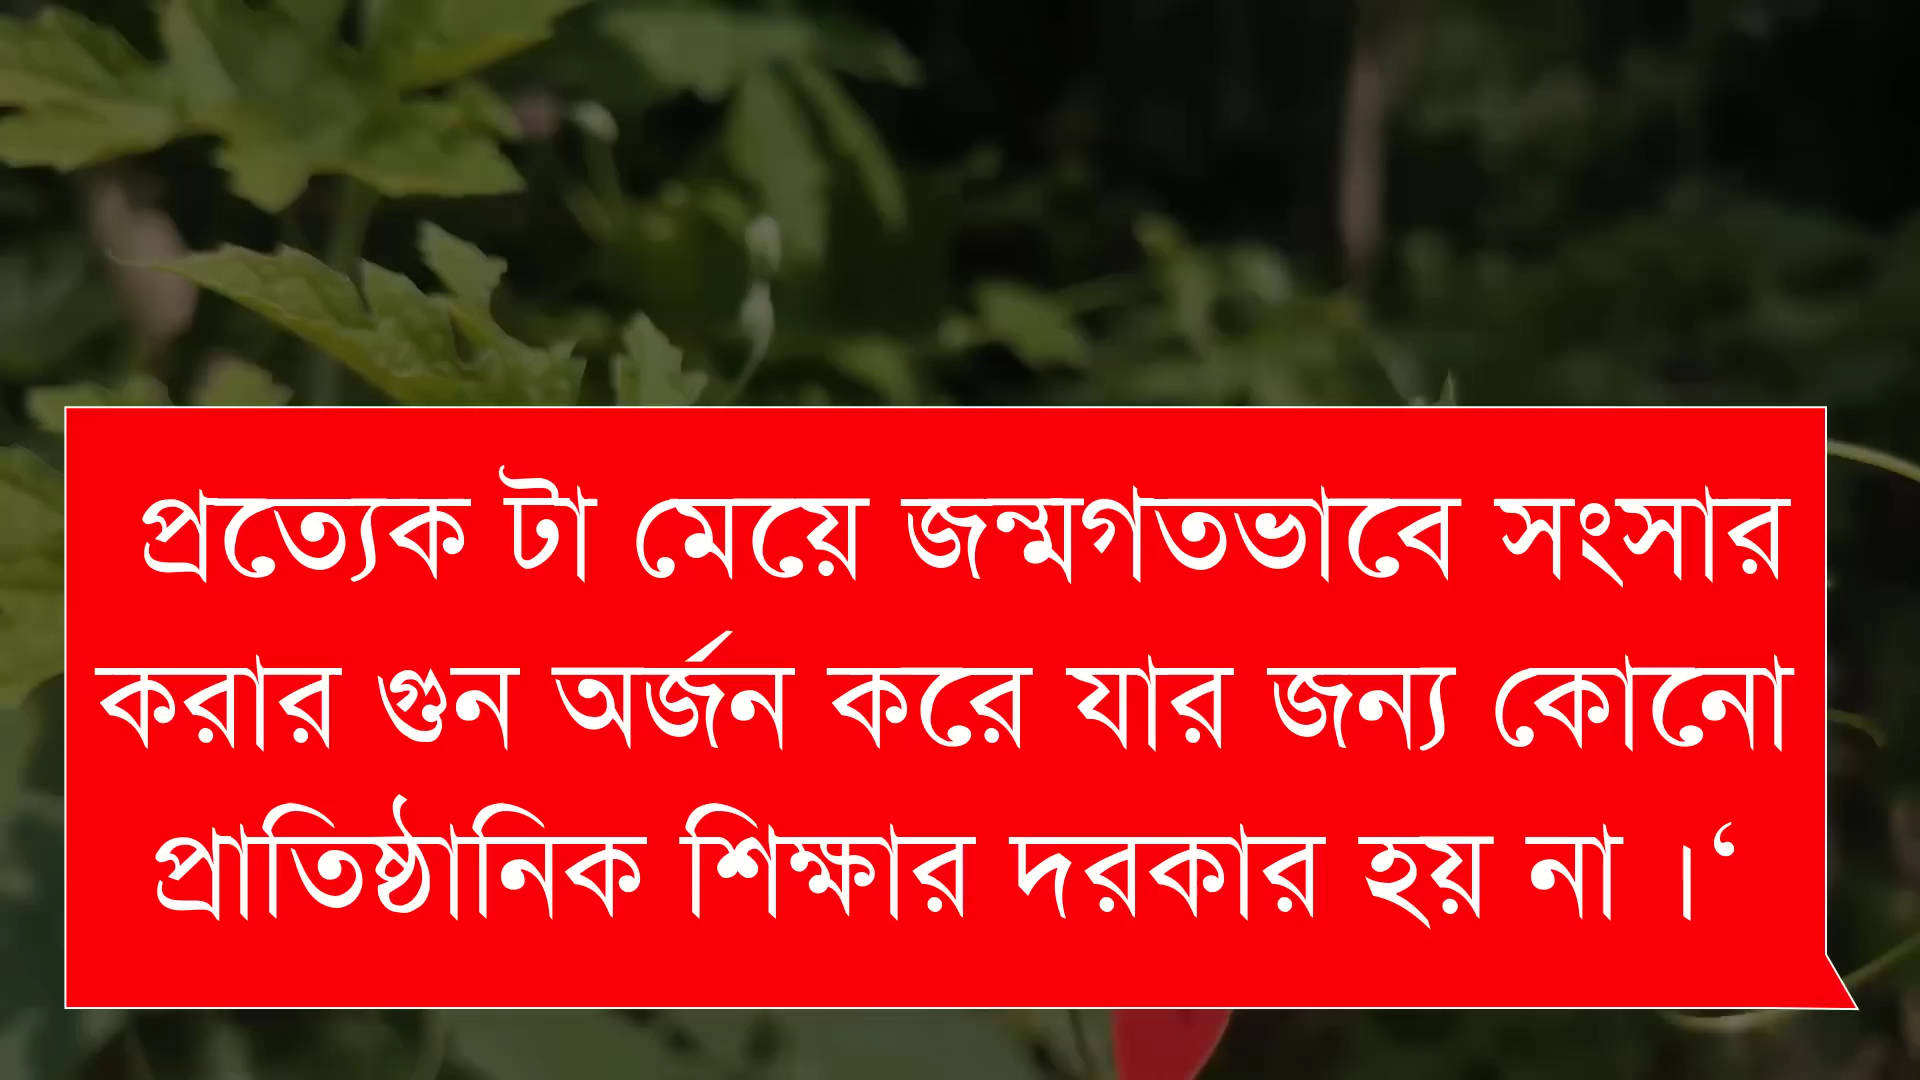 প্রত্যেক টা মেয়ে জন্মগতভাবে সংসার
করার গুন অর্জন করে যার জন্য কোনো
প্রাতিষ্ঠানিক শিক্ষার দরকার হয় না ।‘